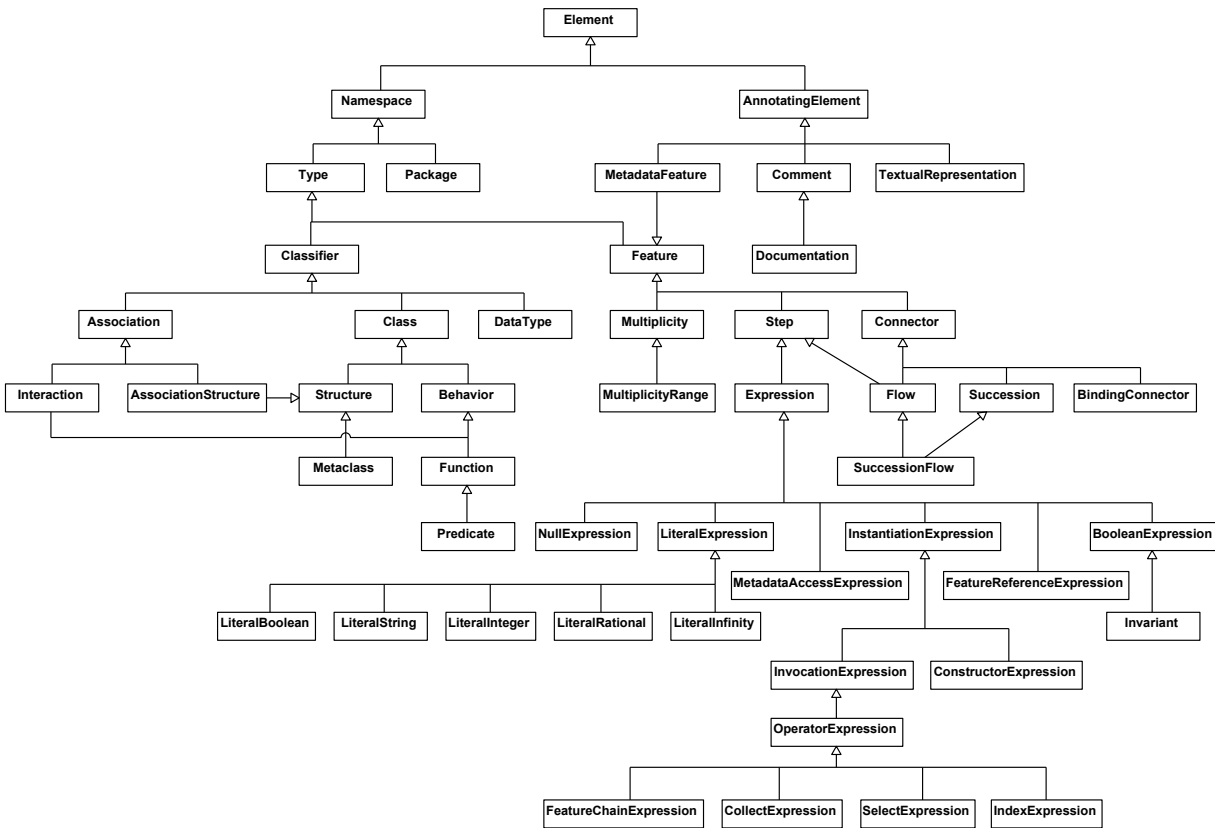 Element
Namespace
AnnotatingElement
Type
Package
MetadataFeature
Comment
TextualRepresentation
Classifier
Feature
Documentation
Association
Class
DataType
Multiplicity
Step
Connector
Interaction
AssociationStructure
Structure
Behavior
MultiplicityRange
Expression
Flow
Succession
BindingConnector
Metaclass
Function
SuccessionFlow
Predicate
NullExpression
LiteralExpression
InstantiationExpression
BooleanExpression
MetadataAccessExpression
FeatureReferenceExpression
LiteralBoolean
LiteralString
LiteralInteger
LiteralRational
LiteralInfinity
Invariant
InvocationExpression
ConstructorExpression
OperatorExpression
FeatureChainExpression
CollectExpression
SelectExpression
IndexExpression